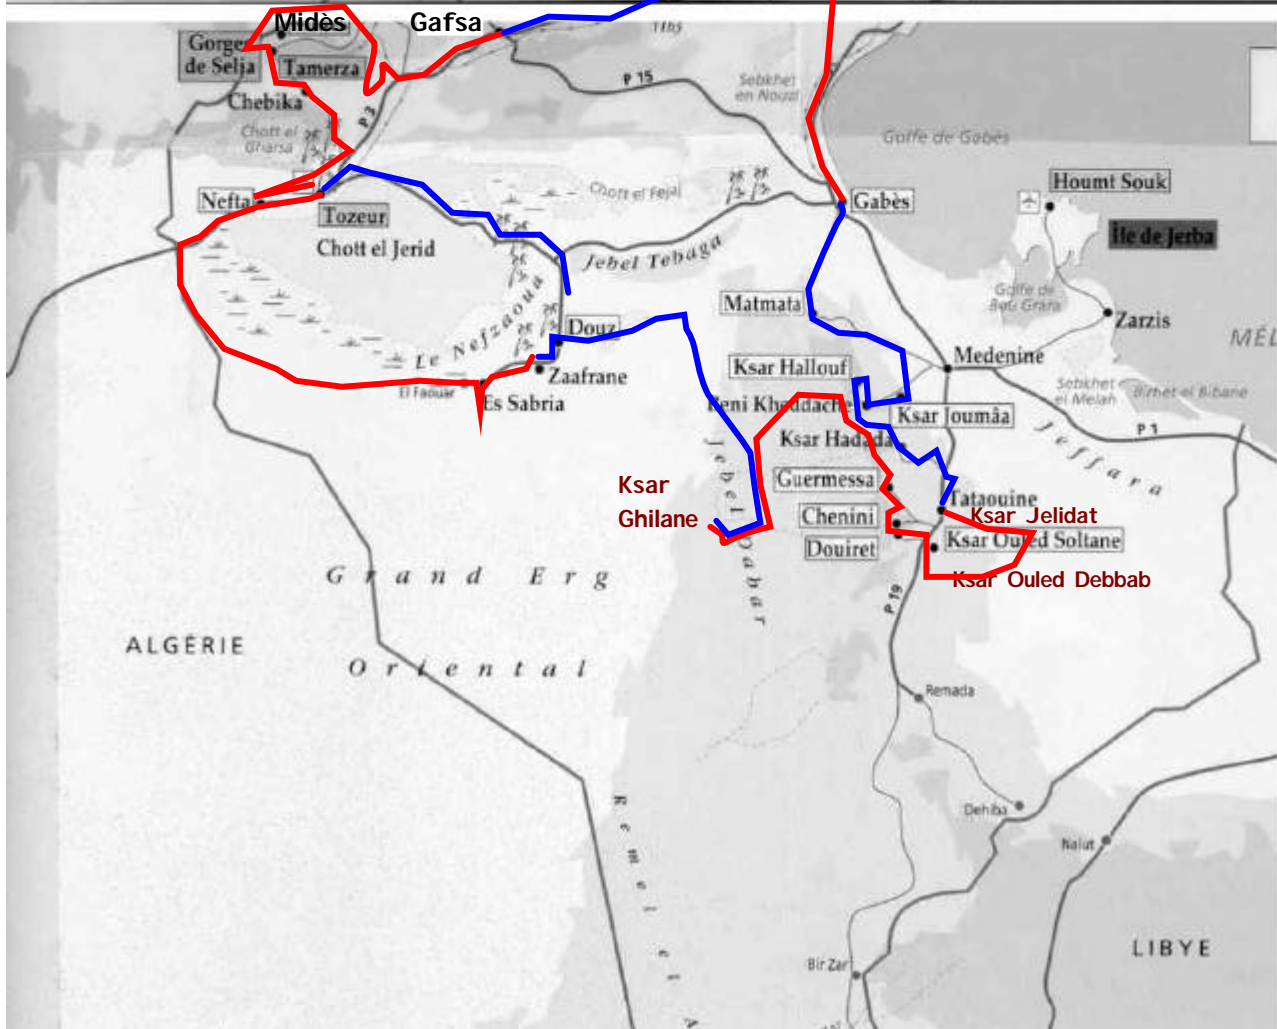 Midès
Gafsa
Gorge
de Selja
Tamerza
P 15
Sebkhet
en Noual
Chebika
P 3
Chott el
Gharsa
Golfe de Gabès
Nefta
Chott el Fejaj
Houmt Souk
Tozeur
Gabès
Île de Jerba
Chott el Jerid
Jebel Tebaga
Golfe de
Bou Grara
Matmata
Zarzis
Le Nefzaoua
Douz
MÉL
Medenine
Ksar Hallouf
Zaafrane
El Faouar
Es Sabria
Sebkhet
el Melah
Birhet el Bibane
Beni Kheddache
Ksar Joumâa
P 1
Jeffara
Ksar Hadada
Jebel Dahar
Guermessa
Ksar
Ghilane
Tataouine
Chenini
Ksar Jelidat
Douiret
Ksar Ouled Soltane
Ksar Ouled Debbab
Grand Erg
Oriental
P 19
ALGÉRIE
Remada
Dehiba
Nalut
Remel el A
LIBYE
Bir Zar